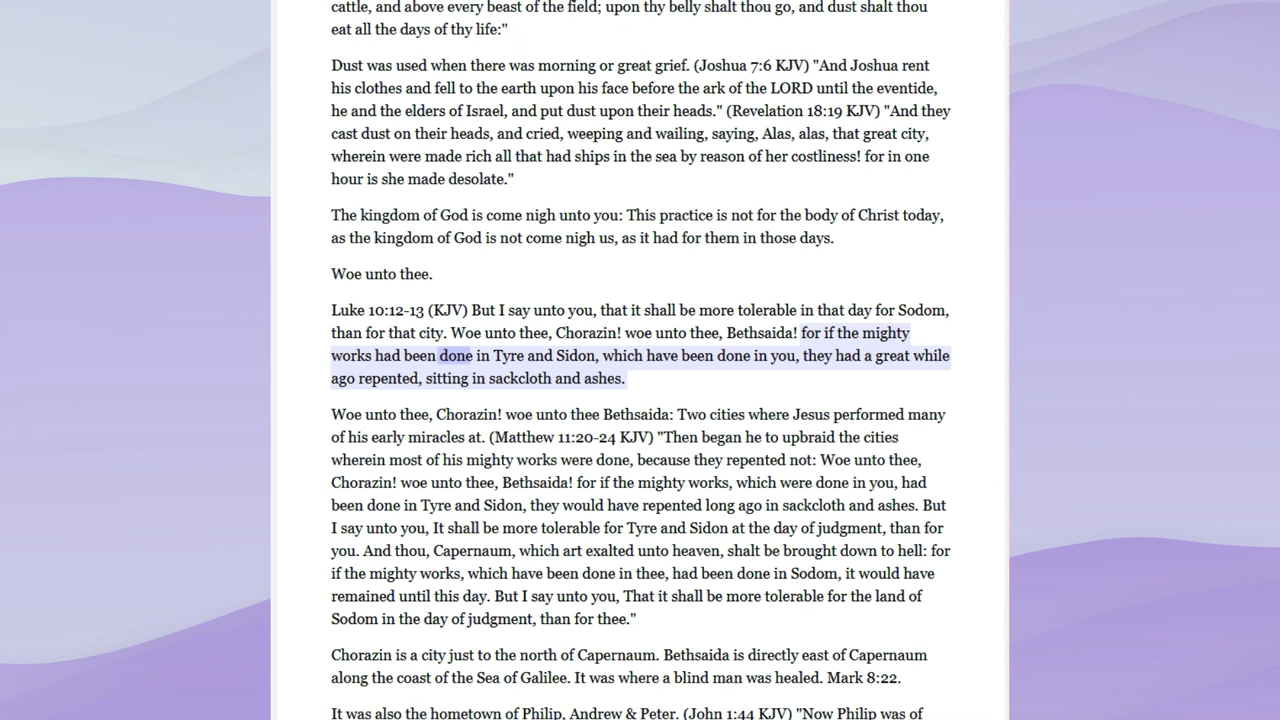 cattle, and above every beast of the field; upon thy belly shalt thou go, and dust shalt thou
eat all the days of thy life:"
Dust was used when there was morning or great grief. (Joshua 7:6 KJV) "And Joshua rent
his clothes and fell to the earth upon his face before the ark of the LORD until the eventide,
he and the elders of Israel, and put dust upon their heads." (Revelation 18:19 KJV) "And they
cast dust on their heads, and cried, weeping and wailing, saying, Alas, alas, that great city,
wherein were made rich all that had ships in the sea by reason of her costliness! for in one
hour is she made desolate."
The kingdom of God is come nigh unto you: This practice is not for the body of Christ today,
as the kingdom of God is not come nigh us, as it had for them in those days.
Woe unto thee.
Luke 10:12-13 (KJV) But I say unto you, that it shall be more tolerable in that day for Sodom,
than for that city. Woe unto thee, Chorazin! woe unto thee, Bethsaida! for if the mighty
works had been done in Tyre and Sidon, which have been done in you, they had a great while
ago repented, sitting in sackcloth and ashes.
Woe unto thee, Chorazin! woe unto thee Bethsaida: Two cities where Jesus performed many
of his early miracles at. (Matthew 11:20-24 KJV) "Then began he to upbraid the cities
wherein most of his mighty works were done, because they repented not: Woe unto thee,
Chorazin! woe unto thee, Bethsaida! for if the mighty works, which were done in you, had
been done in Tyre and Sidon, they would have repented long ago in sackcloth and ashes. But
I say unto you, It shall be more tolerable for Tyre and Sidon at the day of judgment, than for
you. And thou, Capernaum, which art exalted unto heaven, shalt be brought down to hell: for
if the mighty works, which have been done in thee, had been done in Sodom, it would have
remained until this day. But I say unto you, That it shall be more tolerable for the land of
Sodom in the day of judgment, than for thee."
Chorazin is a city just to the north of Capernaum. Bethsaida is directly east of Capernaum
along the coast of the Sea of Galilee. It was where a blind man was healed. Mark 8:22.
It was also the hometown of Philip, Andrew & Peter. (John 1:44 KJV) "Now Philip was of